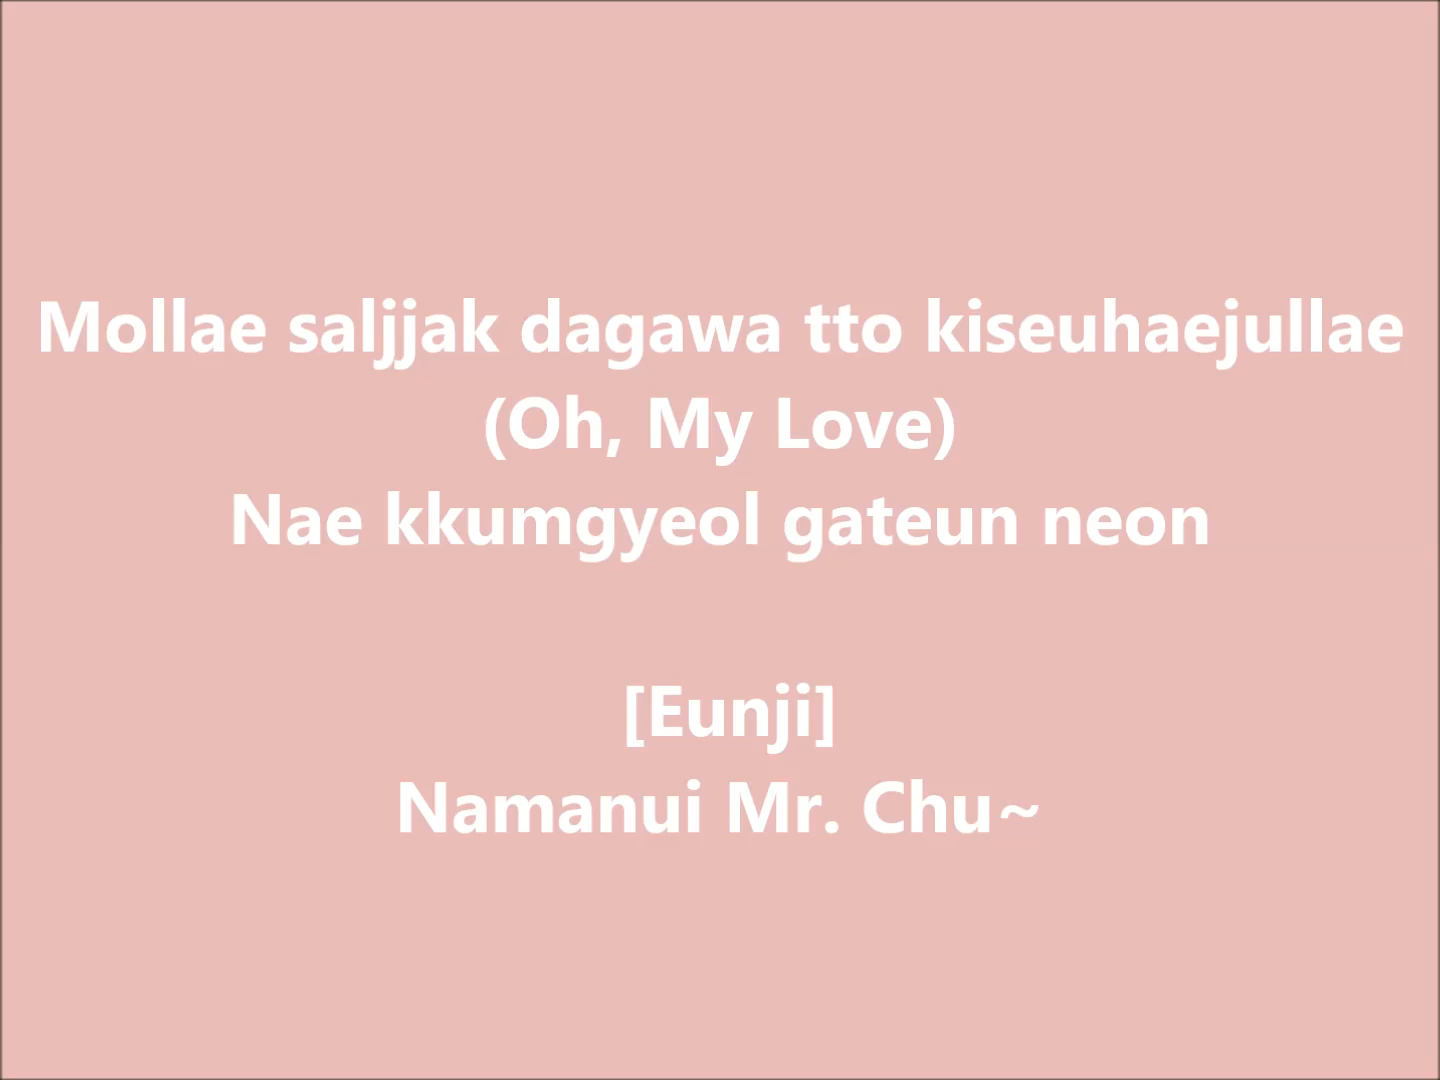 Mollae saljjak dagawa tto kiseuhaejullae
(Oh, My Love)
Nae kkumgyeol gateun neon
[Eunji]
Namanui Mr. Chu~